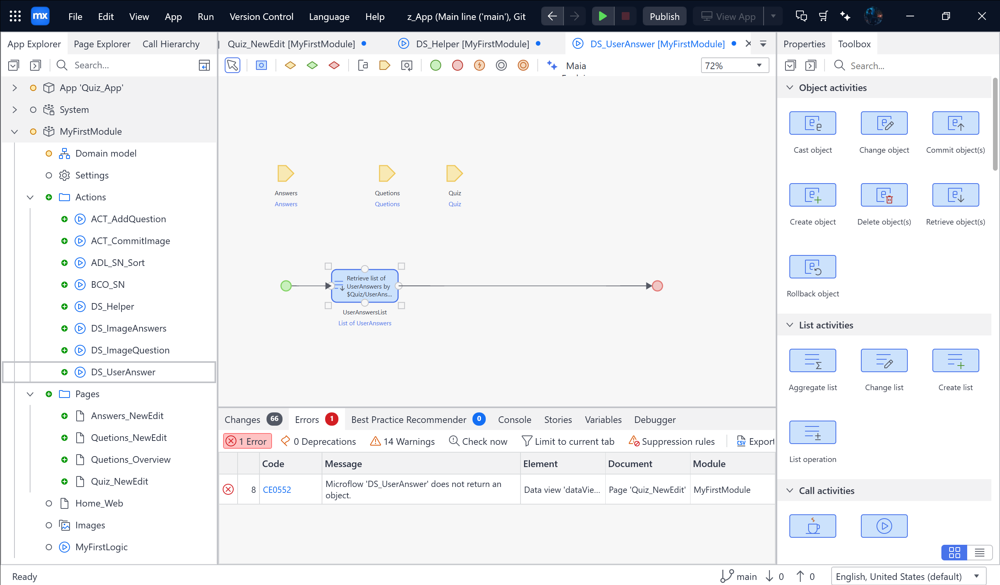 mx
File
Edit
View
App
Run
Version Control
Language
Help
z_App (Main line ('main'), Git
Publish
View App
App Explorer
Page Explorer
Call Hierarchy
Quiz_NewEdit [MyFirstModule]
DS_Helper [MyFirstModule]
DS_UserAnswer [MyFirstModule]
Properties
Toolbox
Search...
Maia
72%
Search...
App 'Quiz_App'
System
MyFirstModule
Domain model
Settings
Actions
ACT_AddQuestion
ACT_CommitImage
ADL_SN_Sort
BCO_SN
DS_Helper
DS_ImageAnswers
DS_ImageQuestion
DS_UserAnswer
Pages
Answers_NewEdit
Quetions_NewEdit
Quetions_Overview
Quiz_NewEdit
Home_Web
Images
MyFirstLogic
Answers
Answers
Quetions
Quetions
Quiz
Quiz
Retrieve list of
UserAnswers by
$Quiz/UserAns...
UserAnswersList
List of UserAnswers
Changes 66
Errors 1
Best Practice Recommender 0
Console
Stories
Variables
Debugger
1 Error
0 Deprecations
14 Warnings
Check now
Limit to current tab
Suppression rules
CSV Export
Code
Message
Element
Document
Module
8
CE0552
Microflow 'DS_UserAnswer' does not return an
object.
Data view 'dataVie...
Page 'Quiz_NewEdit'
MyFirstModule
Object activities
Cast object
Change object
Commit object(s)
Create object
Delete object(s)
Retrieve object(s)
Rollback object
List activities
Aggregate list
Change list
Create list
List operation
Call activities
Ready
main
0
0
English, United States (default)